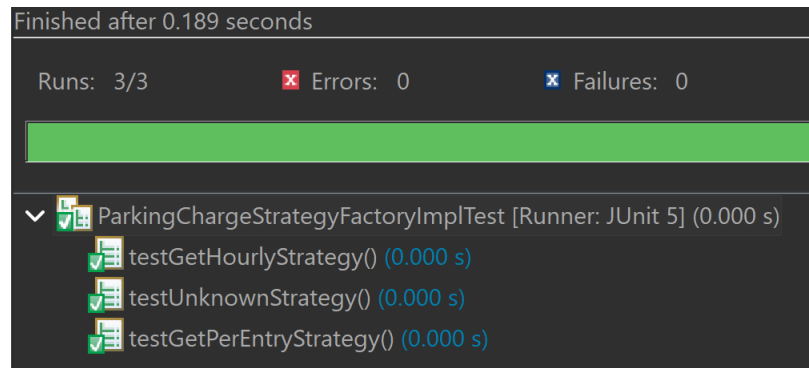 Finished after 0.189 seconds
Runs: 3/3 Errors: 0 Failures: 0
ParkingChargeStrategyFactoryImplTest [Runner: JUnit 5] (0.000 s)
testGetHourlyStrategy() (0.000 s)
testUnknownStrategy() (0.000 s)
testGetPerEntryStrategy() (0.000 s)